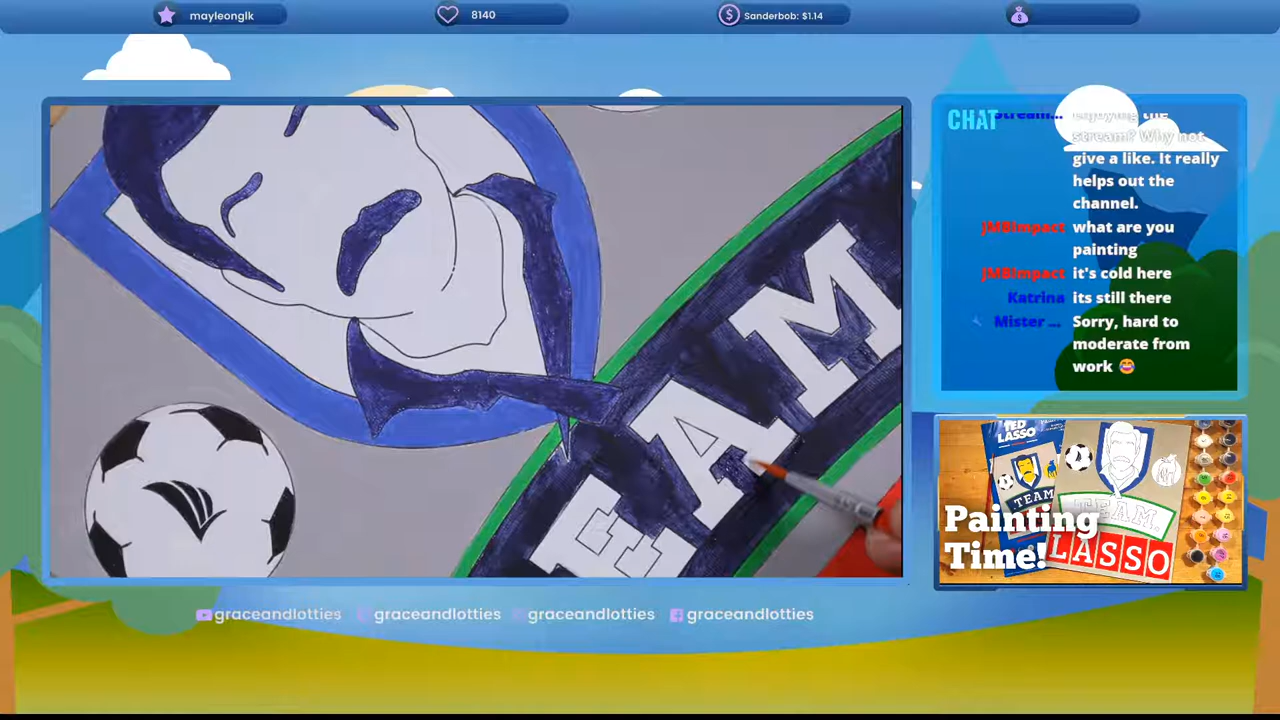 mayleonglk
8140
Sanderbob: $1.14
CHAT
stream? Why not
give a like. It really
helps out the
channel.
JMBimpact what are you
painting
JMBimpact it's cold here
Katrina its still there
Mister ... Sorry, hard to
moderate from
work 😂
EAM
TED
LASSO
TEAM
TEAM.
LASSO
Painting
Time!
graceandlotties graceandlotties graceandlotties graceandlotties